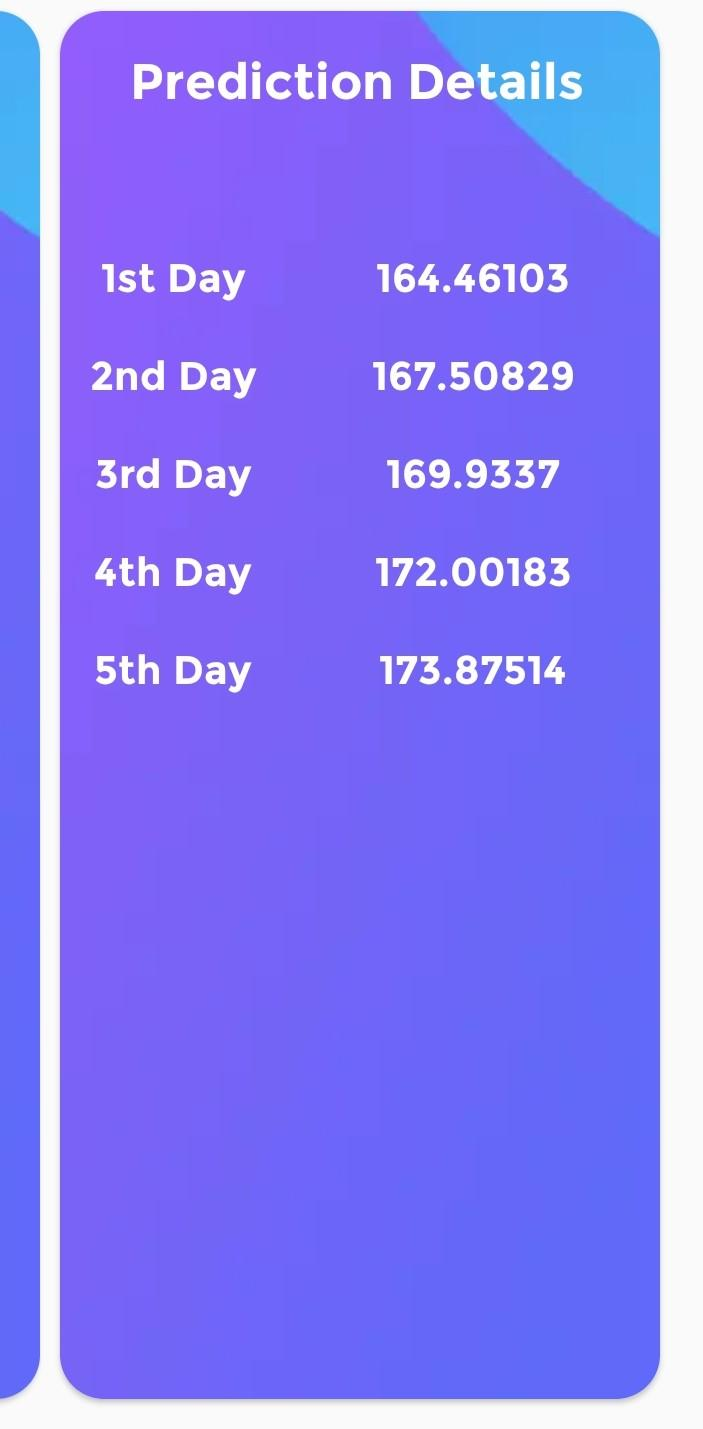 Prediction Details
1st Day 164.46103
2nd Day 167.50829
3rd Day 169.9337
4th Day 172.00183
5th Day 173.87514